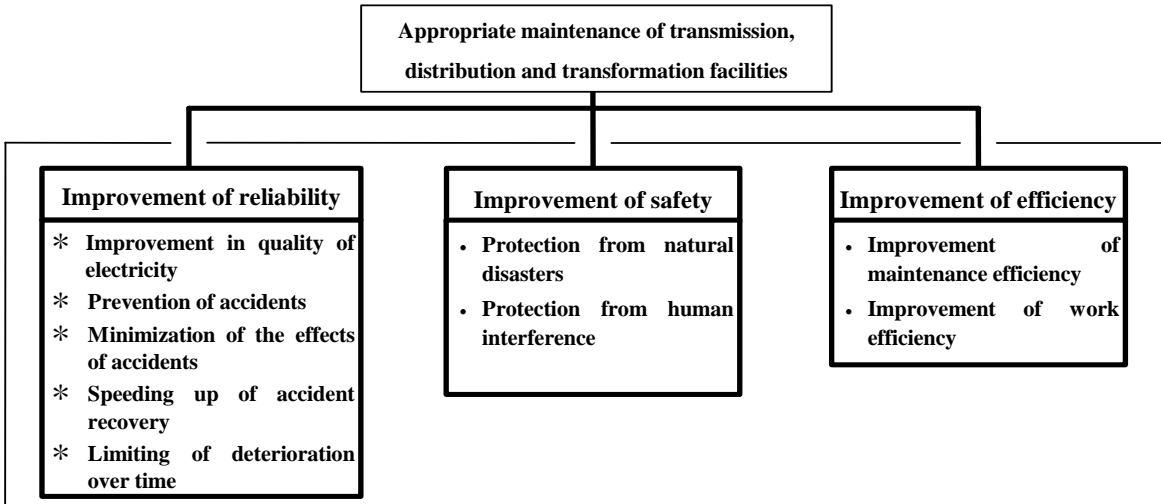 Appropriate maintenance of transmission,
distribution and transformation facilities
Improvement of reliability
* Improvement in quality of
electricity
* Prevention of accidents
* Minimization of the effects
of accidents
* Speeding up of accident
recovery
* Limiting of deterioration
over time
Improvement of safety
• Protection from natural
disasters
• Protection from human
interference
Improvement of efficiency
• Improvement of
maintenance efficiency
• Improvement of work
efficiency